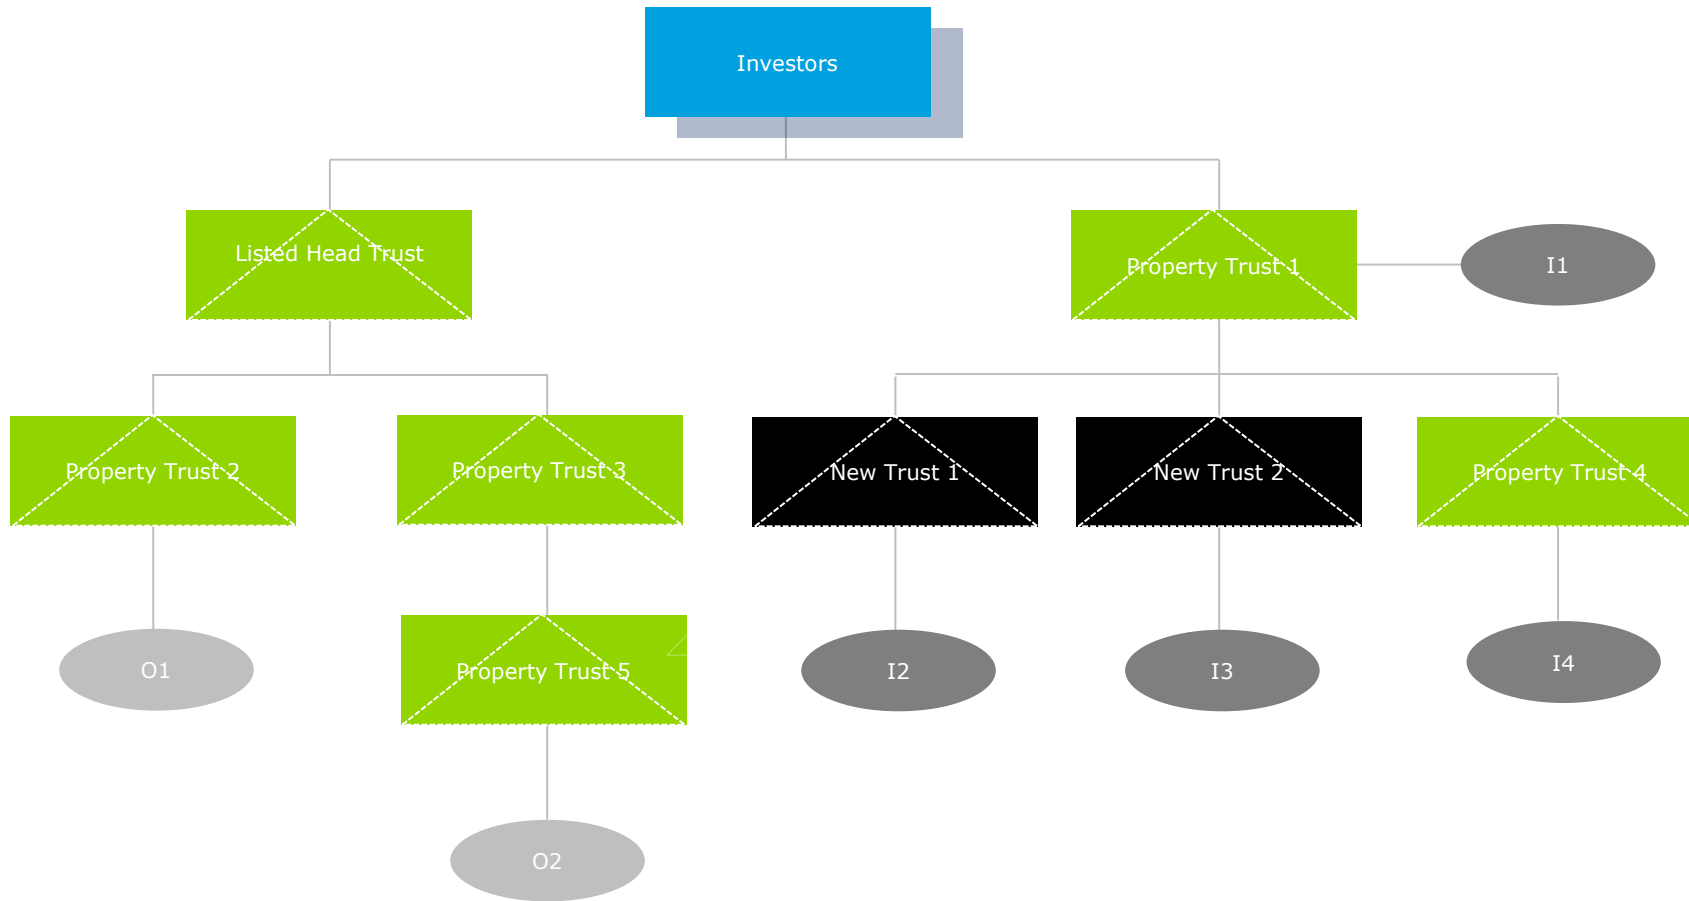 Investors
Listed Head Trust
Property Trust 1
I1
Property Trust 2
Property Trust 3
New Trust 1
New Trust 2
Property Trust 4
O1
Property Trust 5
I2
I3
I4
O2